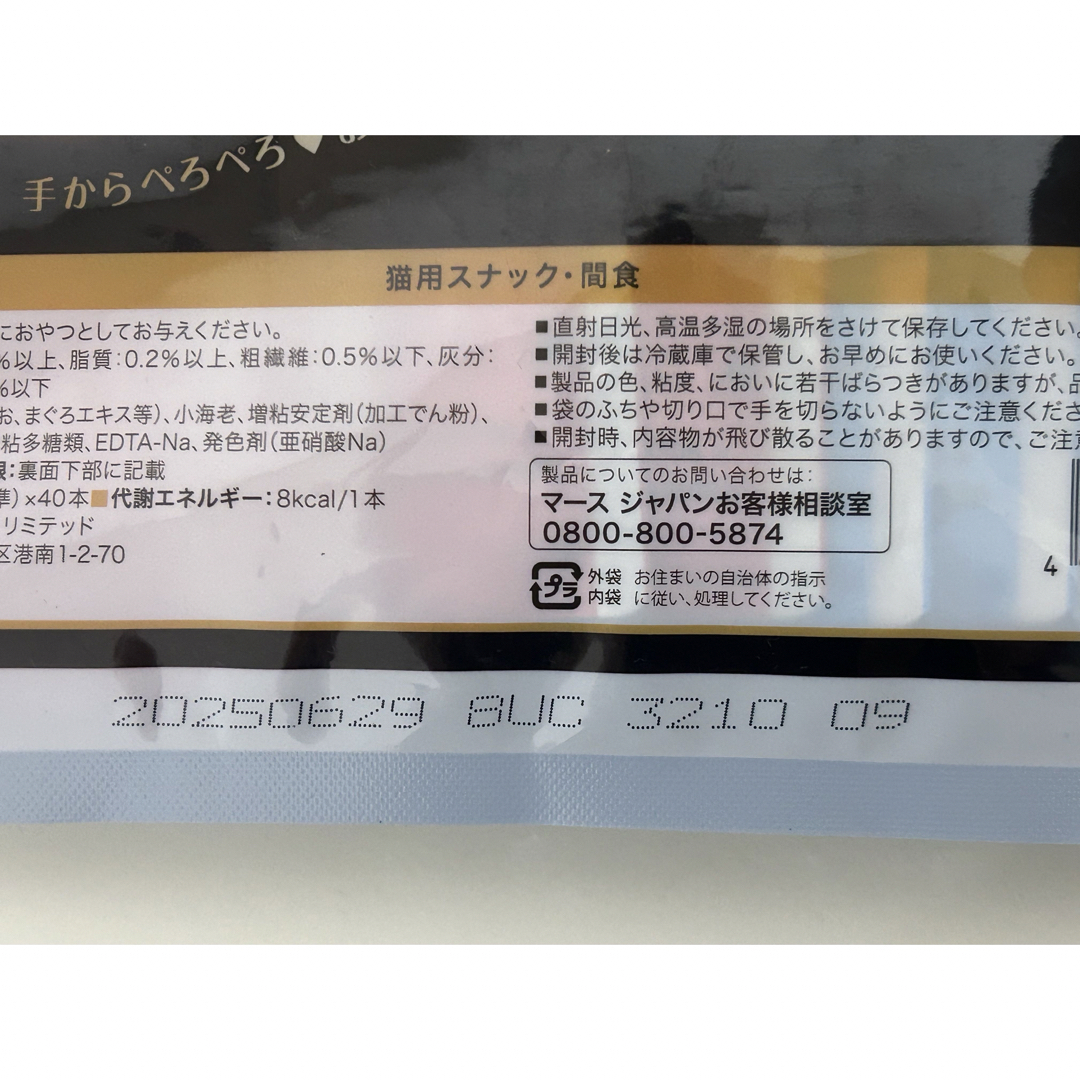 手からぺろぺろ♥お
猫用スナック・間食
におやつとしてお与えください。
%以上、脂質:0.2%以上、粗繊維:0.5%以下、灰分:
%以下
お、まぐろエキス等)、小海老、増粘安定剤(加工でん粉)、
粘多糖類、EDTA-Na、発色剤(亜硝酸Na)
限:裏面下部に記載
準)×40本■代謝エネルギー:8kcal/1本
リミテッド
区港南1-2-70
■直射日光、高温多湿の場所をさけて保存してください。
■開封後は冷蔵庫で保管し、お早めにお使いください。
■製品の色、粘度、においに若干ばらつきがありますが、品
■袋のふちや切り口で手を切らないようにご注意くださ
■開封時、内容物が飛び散ることがありますので、ご注意
製品についてのお問い合わせは:
マース ジャパンお客様相談室
0800-800-5874
プラ
外袋 お住まいの自治体の指示
内袋 に従い、処理してください。
4
20250629 8UC 3210 09